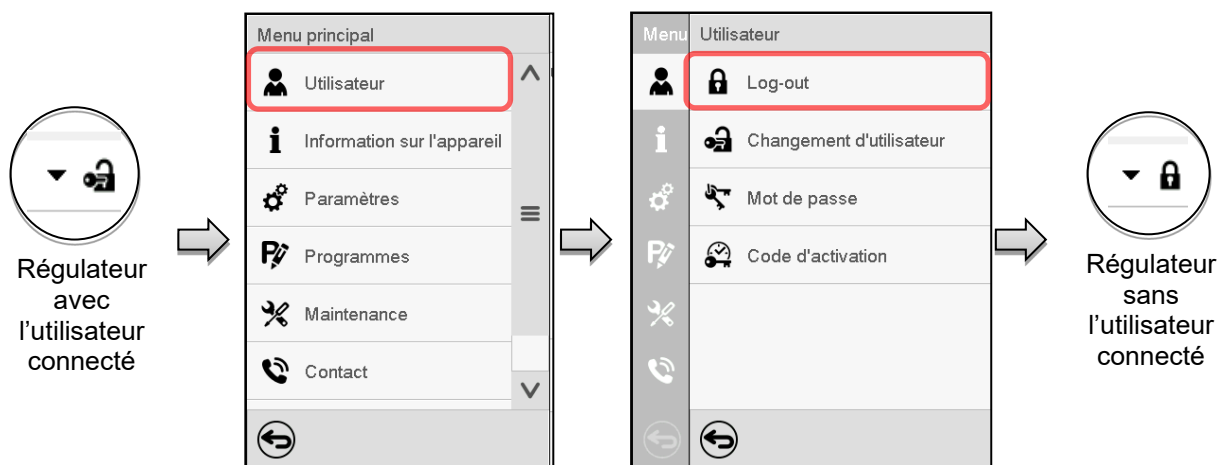 Régulateur
avec
l'utilisateur
connecté
Menu principal
Utilisateur
Information sur l'appareil
Paramètres
Programmes
Maintenance
Contact
Menu
Utilisateur
Log-out
Changement d'utilisateur
Mot de passe
Code d'activation
Régulateur
sans
l'utilisateur
connecté